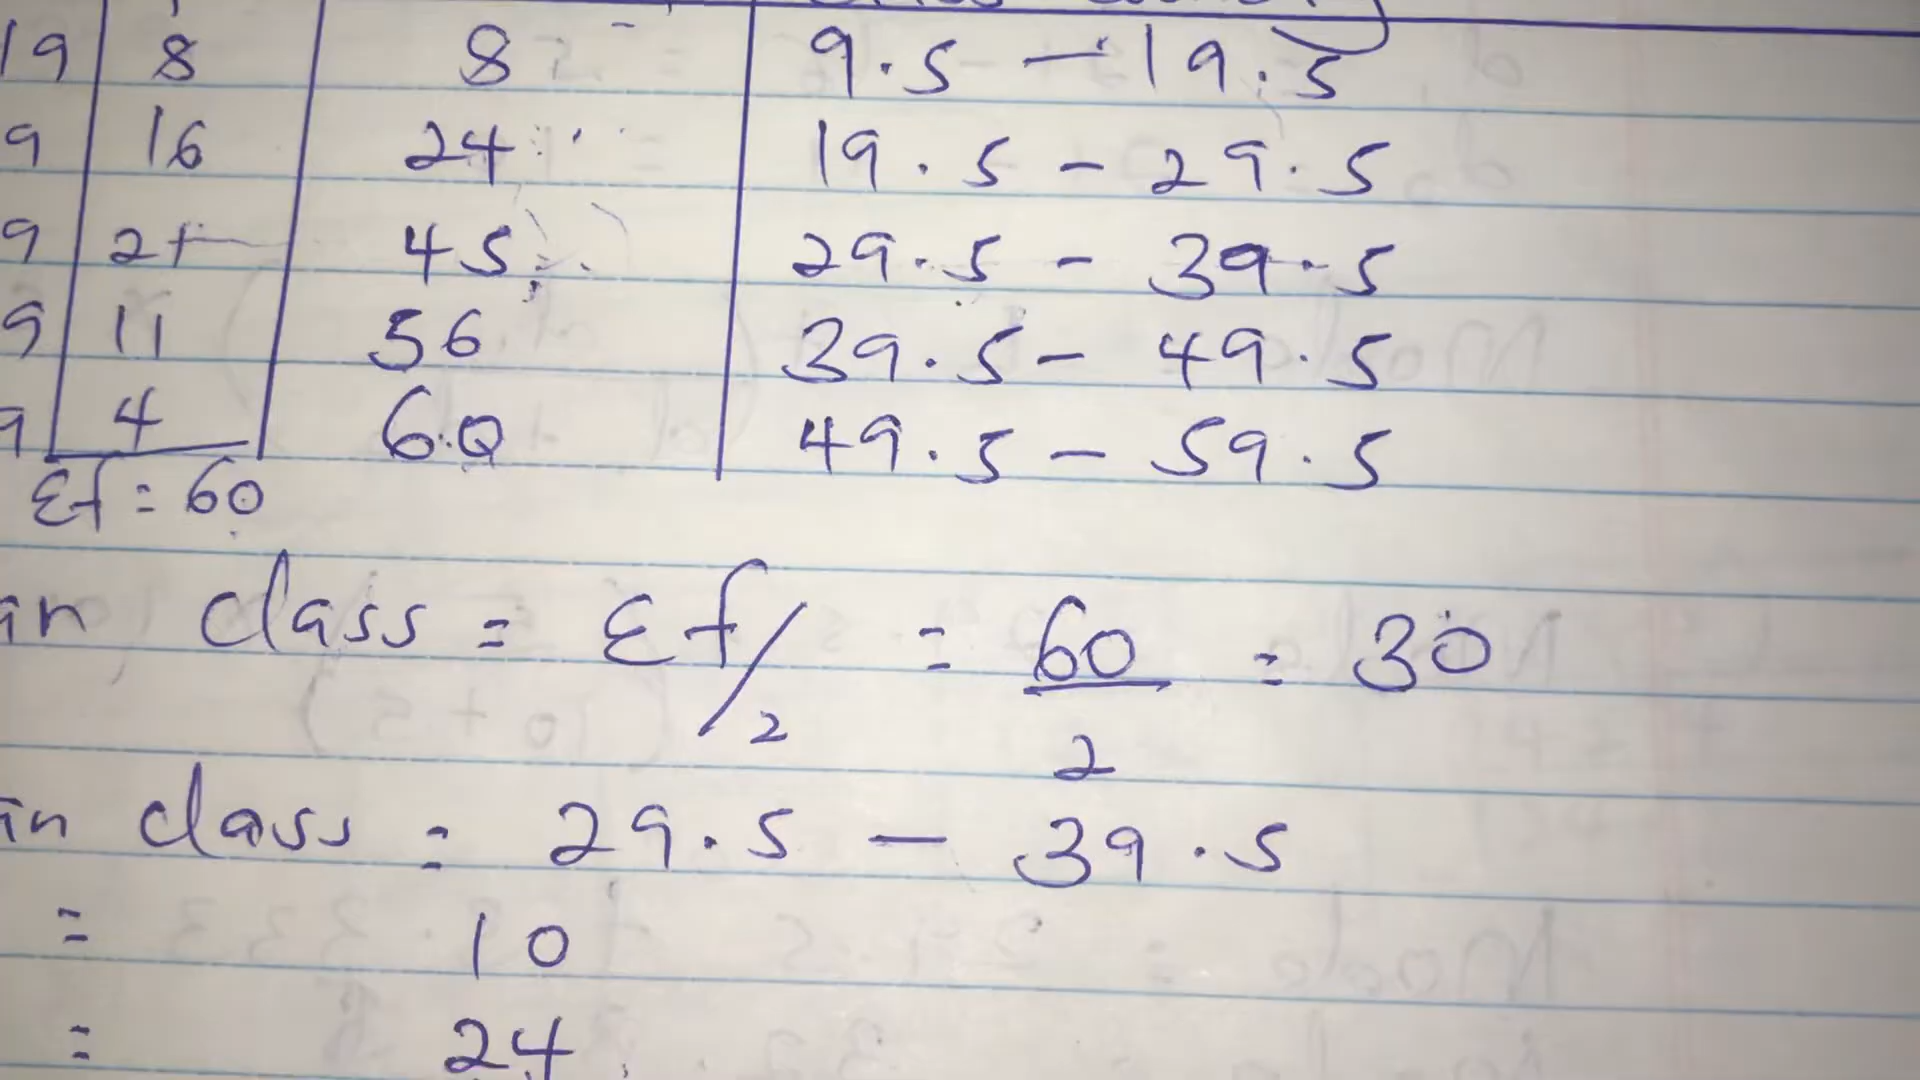 19 8 8 9.5 - 19.5
9 16 24 19.5 - 29.5
9 21 45 29.5 - 39.5
9 11 56 39.5 - 49.5
9 4 60 49.5 - 59.5
Σf = 60
an class = Σf/2 = 60/2 = 30
an class = 29.5 - 39.5
= 10
= 24